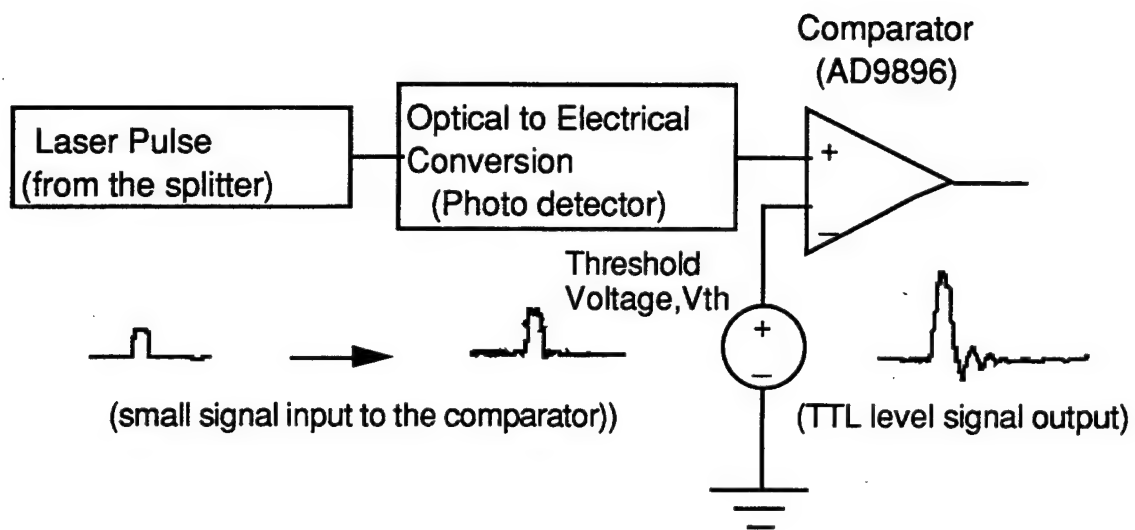 Comparator
(AD9896)
Laser Pulse
(from the splitter)
Optical to Electrical
Conversion
(Photo detector)
+
−
Threshold
Voltage,Vth
+
−
(small signal input to the comparator))
(TTL level signal output)